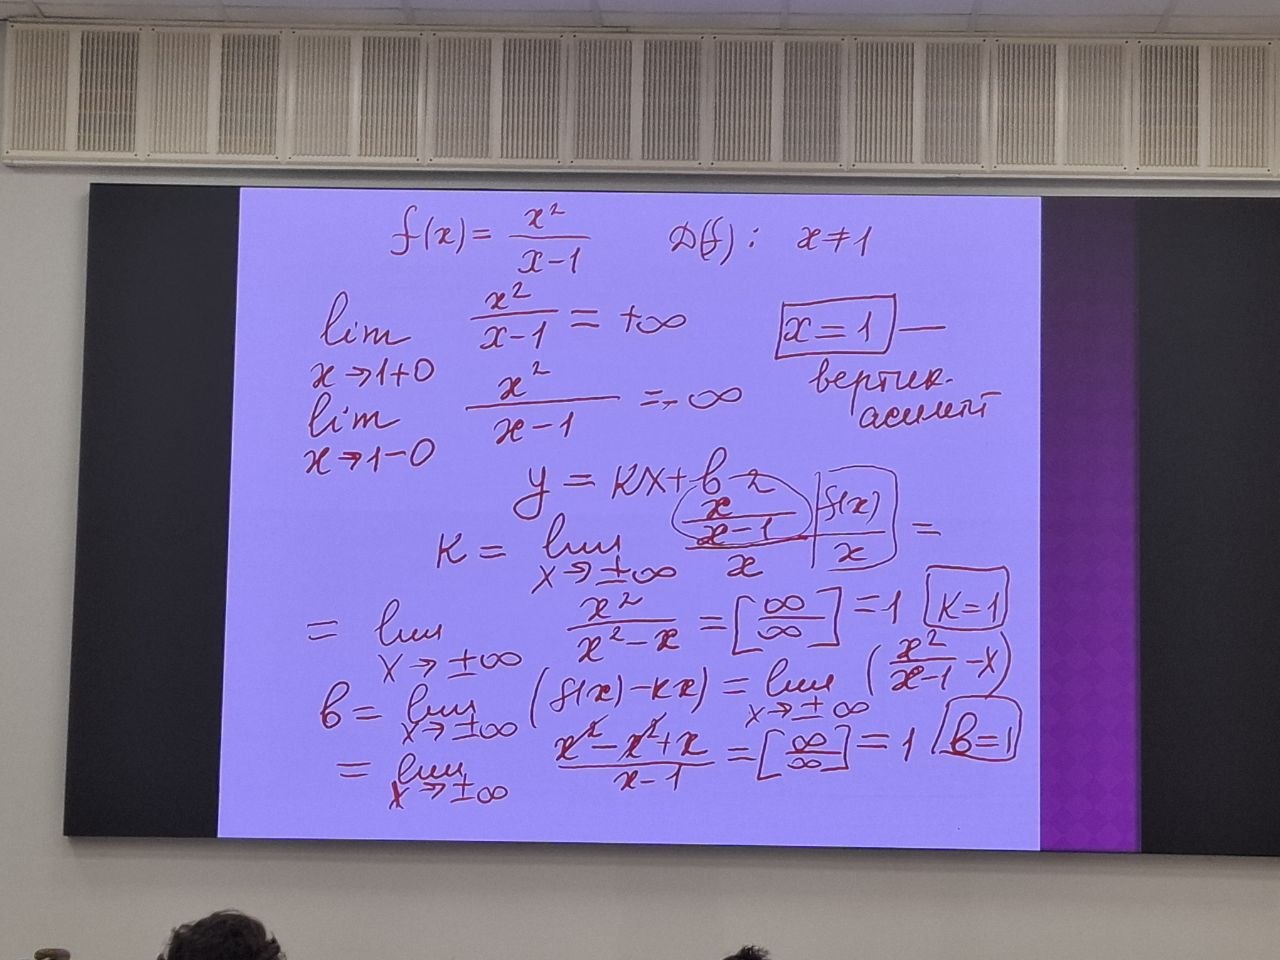 f(x) = x²/(x-1) D(f): x ≠ 1
lim x→1+0 x²/(x-1) = +∞ x = 1 —
вертик.
асимпт
lim x→1-0 x²/(x-1) = -∞
y = kx + b
k = lim x→±∞ (x²/(x-1))/x | f(x)/x =
= lim x→±∞ x²/(x²-x) = [∞/∞] = 1 k=1
b = lim x→±∞ (f(x)-kx) = lim x→±∞ (x²/(x-1) - x)
= lim x→±∞ (x²-x²+x)/(x-1) = [∞/∞] = 1 b=1